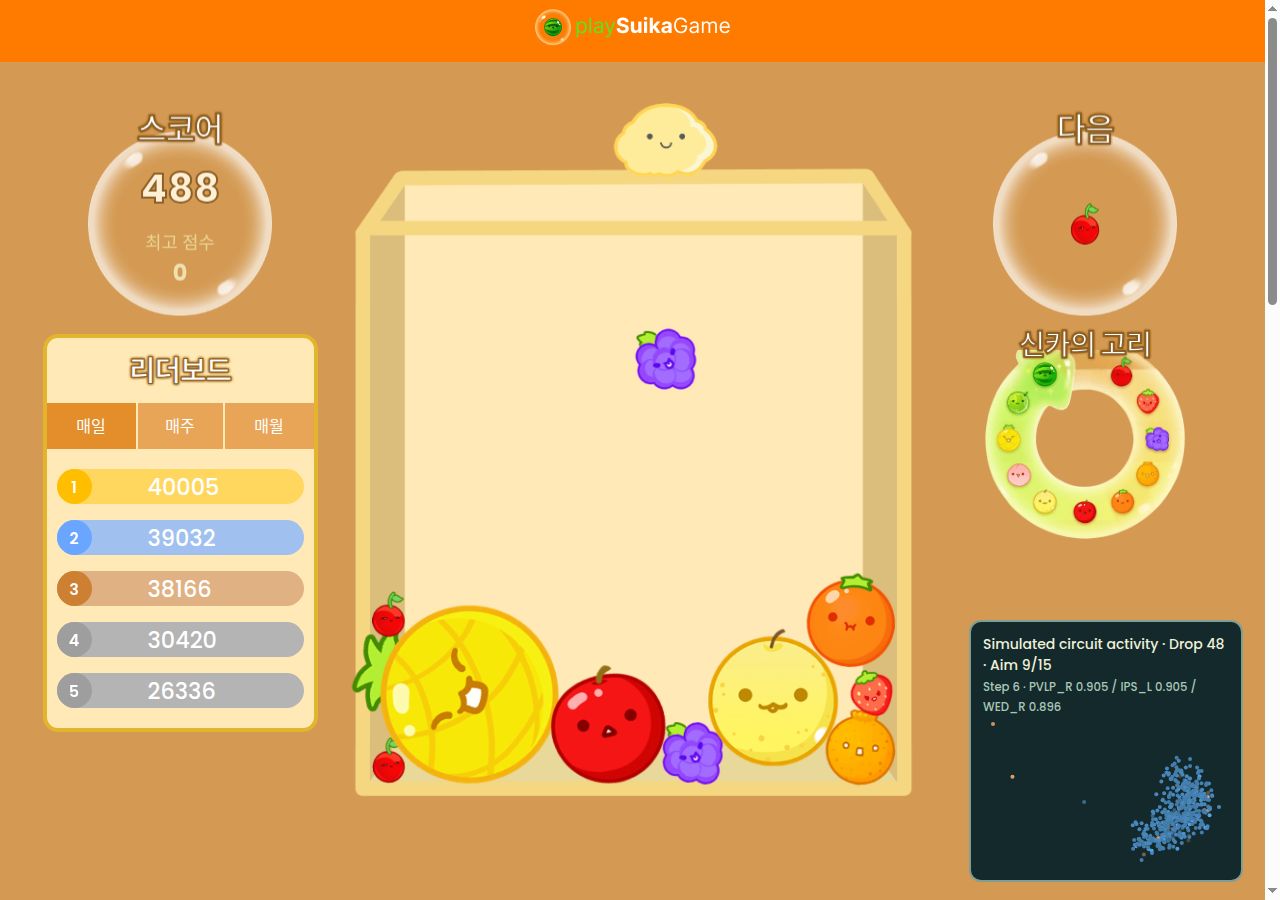 playSuikaGame
스코어
488
최고 점수
0
다음
신카의 고리
리더보드
매일 매주 매월
1 40005
2 39032
3 38166
4 30420
5 26336
Simulated circuit activity · Drop 48
· Aim 9/15
Step 6 · PVLP_R 0.905 / IPS_L 0.905 /
WED_R 0.896